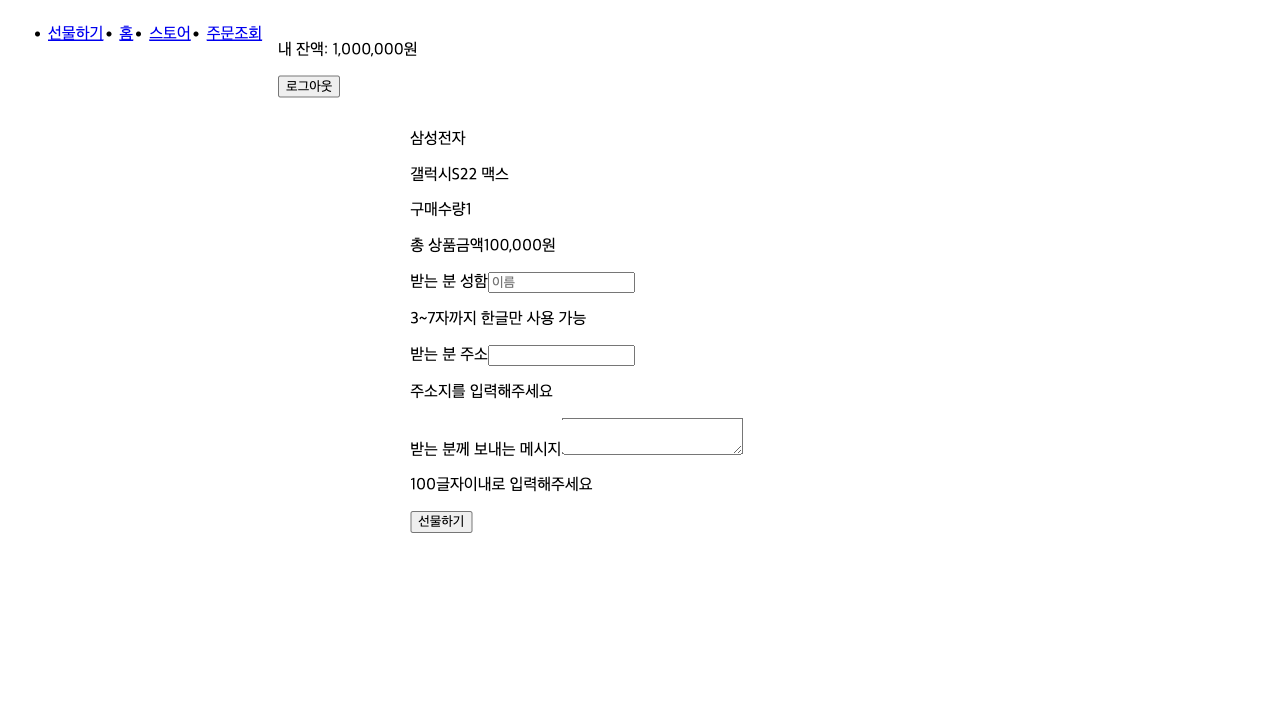 선물하기 홈 스토어 주문조회
내 잔액: 1,000,000원
로그아웃
삼성전자
갤럭시S22 맥스
구매수량1
총 상품금액100,000원
받는 분 성함 이름
3~7자까지 한글만 사용 가능
받는 분 주소
주소지를 입력해주세요
받는 분께 보내는 메시지
100글자이내로 입력해주세요
선물하기